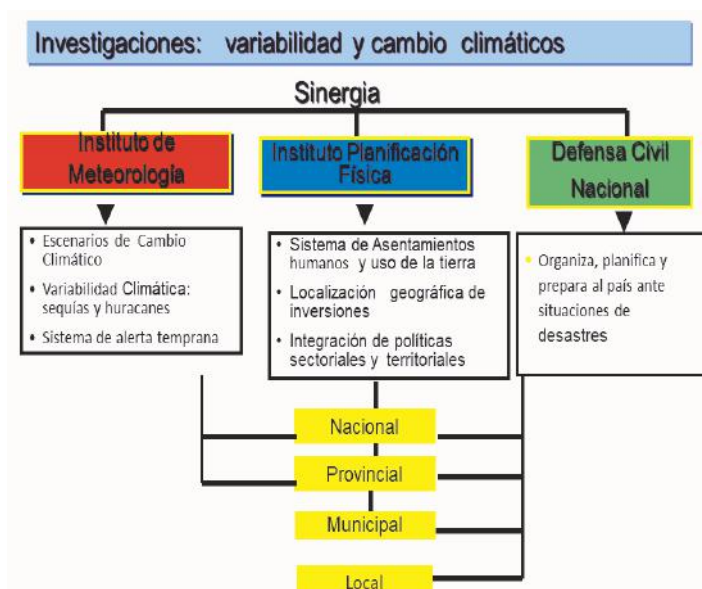 Investigaciones: variabilidad y cambio climáticos
Sinergia
Instituto de
Meteorología
Instituto Planificación
Física
Defensa Civil
Nacional
• Escenarios de Cambio
Climático
• Variabilidad Climática:
sequías y huracanes
• Sistema de alerta temprana
• Sistema de Asentamientos
humanos y uso de la tierra
• Localización geográfica de
inversiones
• Integración de políticas
sectoriales y territoriales
• Organiza, planifica y
prepara al país ante
situaciones de
desastres
Nacional
Provincial
Municipal
Local